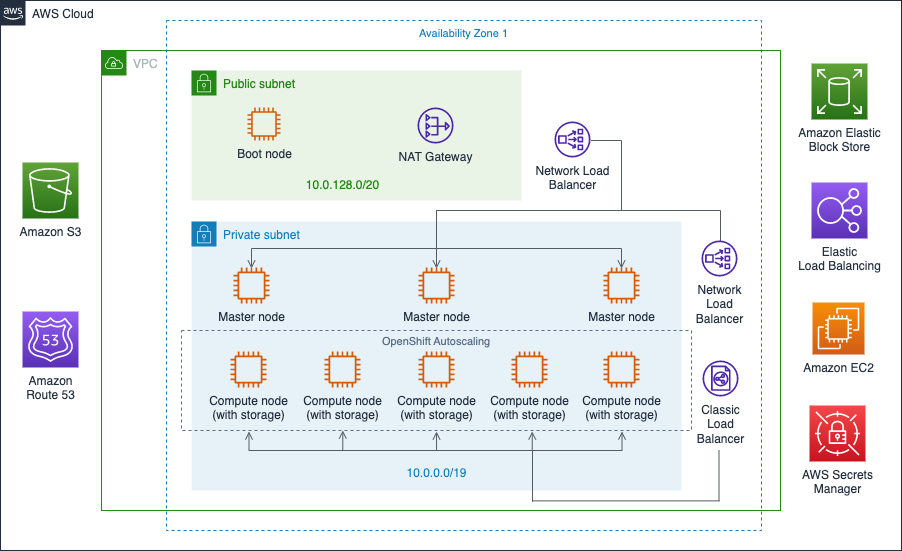 aws
AWS Cloud
Availability Zone 1
VPC
Public subnet
Boot node
NAT Gateway
10.0.128.0/20
Network Load
Balancer
Amazon Elastic
Block Store
Amazon S3
Private subnet
Elastic
Load Balancing
Master node
Master node
Master node
Network
Load
Balancer
53
Amazon
Route 53
OpenShift Autoscaling
Compute node
(with storage)
Compute node
(with storage)
Compute node
(with storage)
Compute node
(with storage)
Compute node
(with storage)
Classic
Load
Balancer
Amazon EC2
10.0.0.0/19
AWS Secrets
Manager